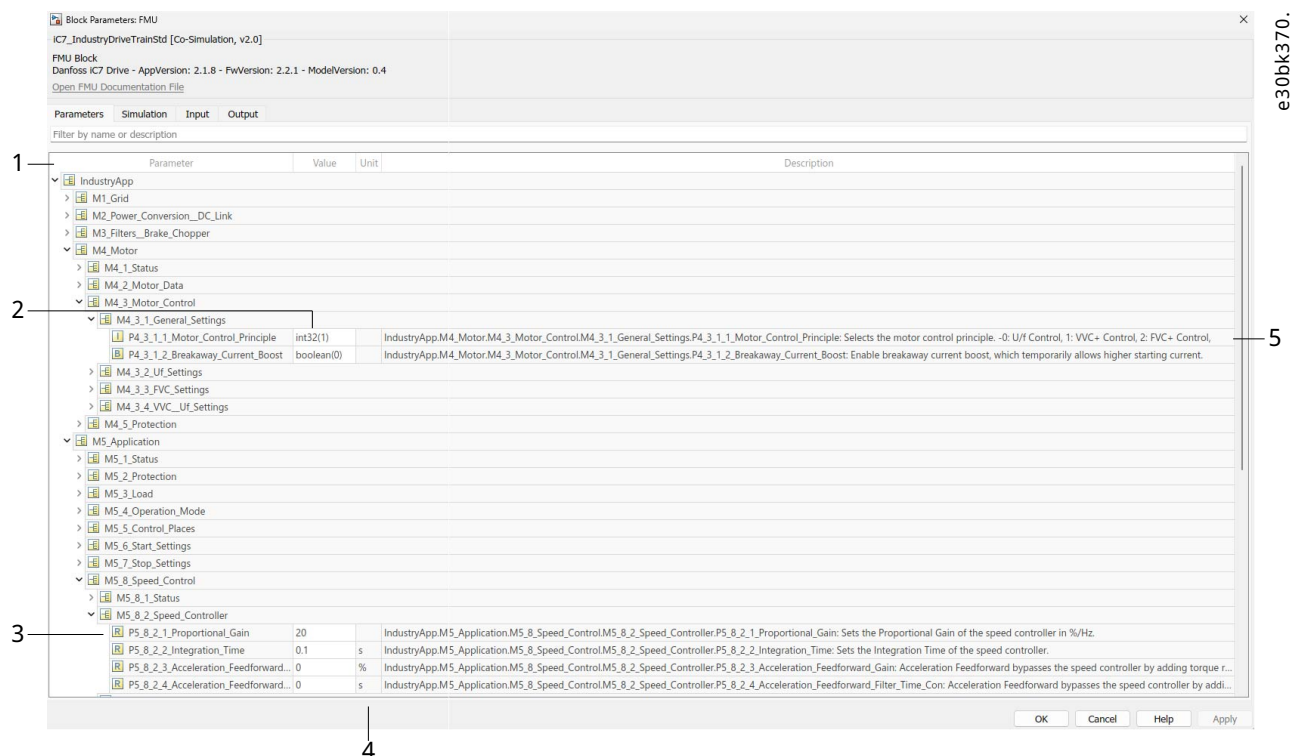 Block Parameters: FMU
iC7_IndustryDriveTrainStd [Co-Simulation, v2.0]
FMU Block
Danfoss iC7 Drive - AppVersion: 2.1.8 - FwVersion: 2.2.1 - ModelVersion: 0.4
Open FMU Documentation File
Parameters Simulation Input Output
Filter by name or description
1 Parameter Value Unit Description
IndustryApp
M1_Grid
M2_Power_Conversion__DC_Link
M3_Filters__Brake_Chopper
M4_Motor
M4_1_Status
M4_2_Motor_Data
M4_3_Motor_Control
2
M4_3_1_General_Settings
I P4_3_1_1_Motor_Control_Principle int32(1) IndustryApp.M4_Motor.M4_3_Motor_Control.M4_3_1_General_Settings.P4_3_1_1_Motor_Control_Principle: Selects the motor control principle. -0: U/f Control, 1: VVC+ Control, 2: FVC+ Control, 5
B P4_3_1_2_Breakaway_Current_Boost boolean(0) IndustryApp.M4_Motor.M4_3_Motor_Control.M4_3_1_General_Settings.P4_3_1_2_Breakaway_Current_Boost: Enable breakaway current boost, which temporarily allows higher starting current.
M4_3_2_Uf_Settings
M4_3_3_FVC_Settings
M4_3_4_VVC__Uf_Settings
M4_5_Protection
M5_Application
M5_1_Status
M5_2_Protection
M5_3_Load
M5_4_Operation_Mode
M5_5_Control_Places
M5_6_Start_Settings
M5_7_Stop_Settings
M5_8_Speed_Control
M5_8_1_Status
M5_8_2_Speed_Controller
3 R P5_8_2_1_Proportional_Gain 20 IndustryApp.M5_Application.M5_8_Speed_Control.M5_8_2_Speed_Controller.P5_8_2_1_Proportional_Gain: Sets the Proportional Gain of the speed controller in %/Hz.
R P5_8_2_2_Integration_Time 0.1 s IndustryApp.M5_Application.M5_8_Speed_Control.M5_8_2_Speed_Controller.P5_8_2_2_Integration_Time: Sets the Integration Time of the speed controller.
R P5_8_2_3_Acceleration_Feedforward... 0 % IndustryApp.M5_Application.M5_8_Speed_Control.M5_8_2_Speed_Controller.P5_8_2_3_Acceleration_Feedforward_Gain: Acceleration Feedforward bypasses the speed controller by adding torque r...
R P5_8_2_4_Acceleration_Feedforward... 0 s IndustryApp.M5_Application.M5_8_Speed_Control.M5_8_2_Speed_Controller.P5_8_2_4_Acceleration_Feedforward_Filter_Time_Con: Acceleration Feedforward bypasses the speed controller by addi...
OK Cancel Help Apply
4
e30bk370.